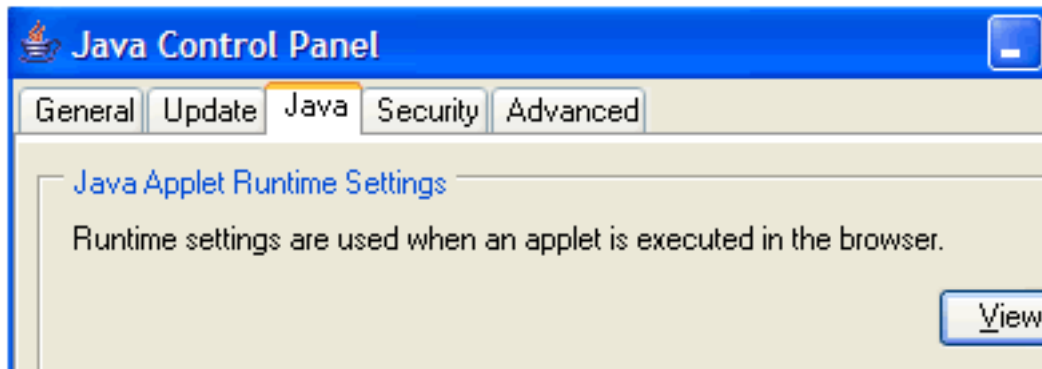 Java Control Panel
General Update Java Security Advanced
Java Applet Runtime Settings
Runtime settings are used when an applet is executed in the browser.
View